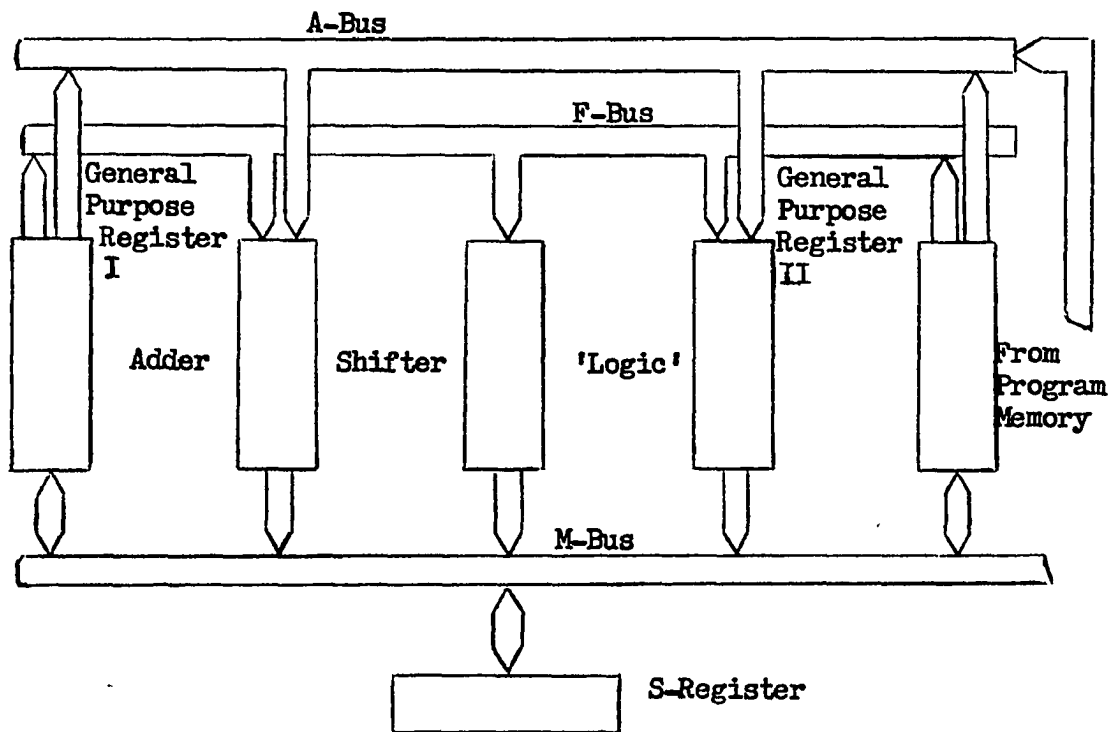 A-Bus
F-Bus
General
Purpose
Register
I
General
Purpose
Register
II
Adder
Shifter
'Logic'
From
Program
Memory
M-Bus
S-Register